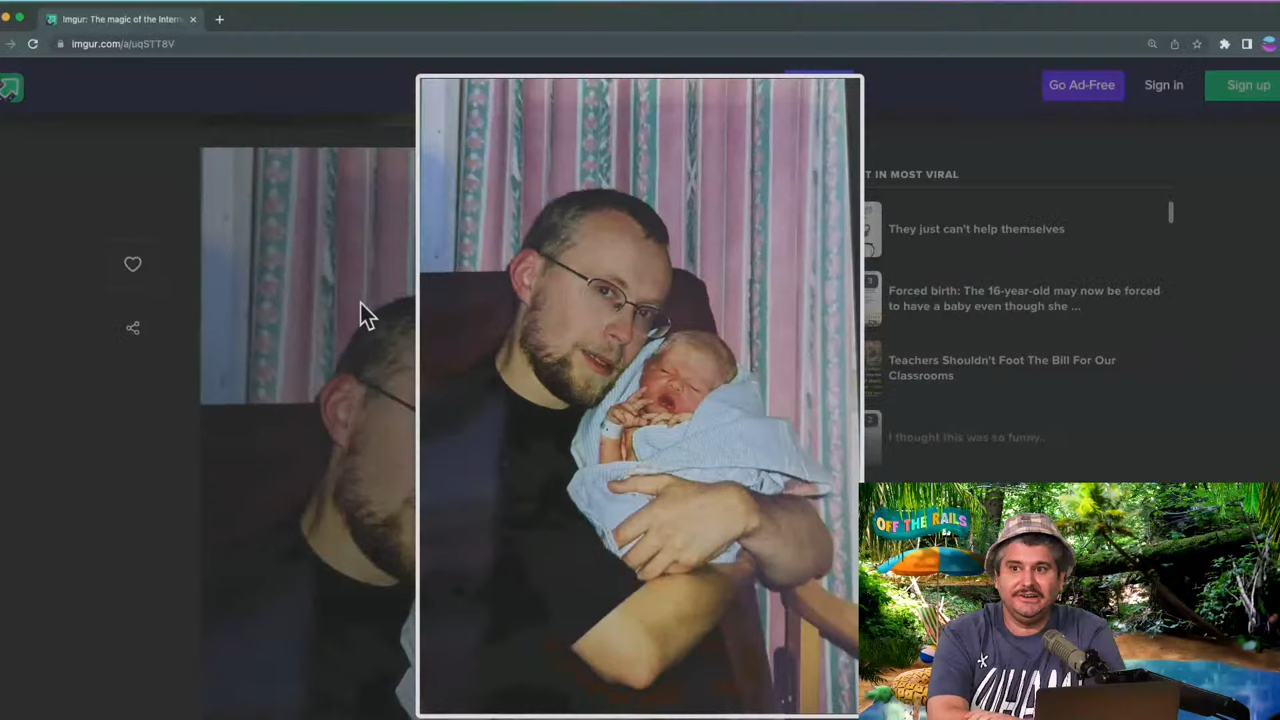 Imgur: The magic of the Intern
imgur.com/a/uqSTT8V
Go Ad-Free
Sign in
Sign up
T IN MOST VIRAL
They just can't help themselves
Forced birth: The 16-year-old may now be forced
to have a baby even though she ...
Teachers Shouldn't Foot The Bill For Our
Classrooms
I thought this was so funny..
OFF THE RAILS